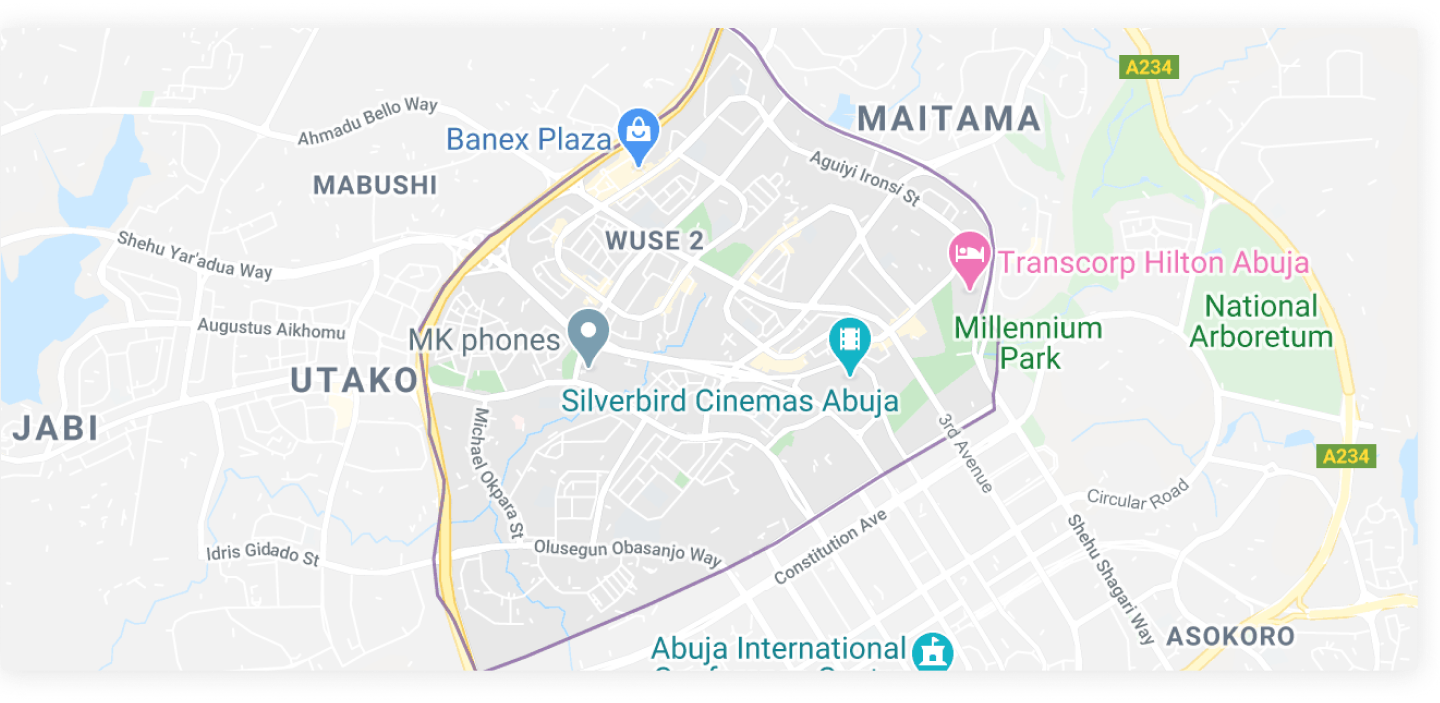 A234
Ahmadu Bello Way
MAITAMA
Banex Plaza
Aguiyi Ironsi St
MABUSHI
Shehu Yar'adua Way
WUSE 2
Transcorp Hilton Abuja
National
Arboretum
Augustus Aikhomu
MK phones
Millennium
Park
UTAKO
Silverbird Cinemas Abuja
JABI
Michael Okpara St
3rd Avenue
A234
Circular Road
Constitution Ave
Shehu Shagari Way
Idris Gidado St
Olusegun Obasanjo Way
ASOKORO
Abuja International